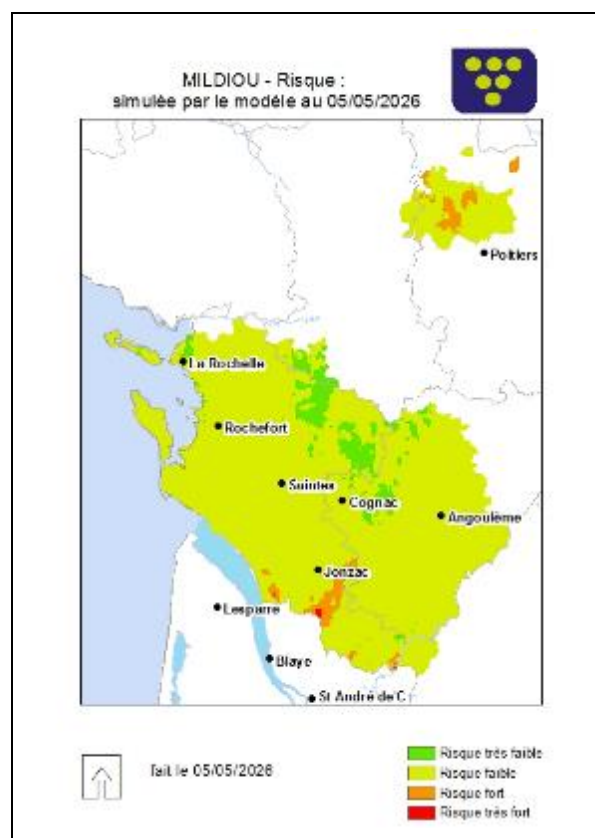 MILDIOU - Risque :
simulée par le modèle au 05/05/2026
Poitiers
La Rochelle
Rochefort
Saintes
Cognac
Angoulême
Jonzac
Lesparre
Blaye
St André de C
fait le 05/05/2026
Risque très faible
Risque faible
Risque fort
Risque très fort